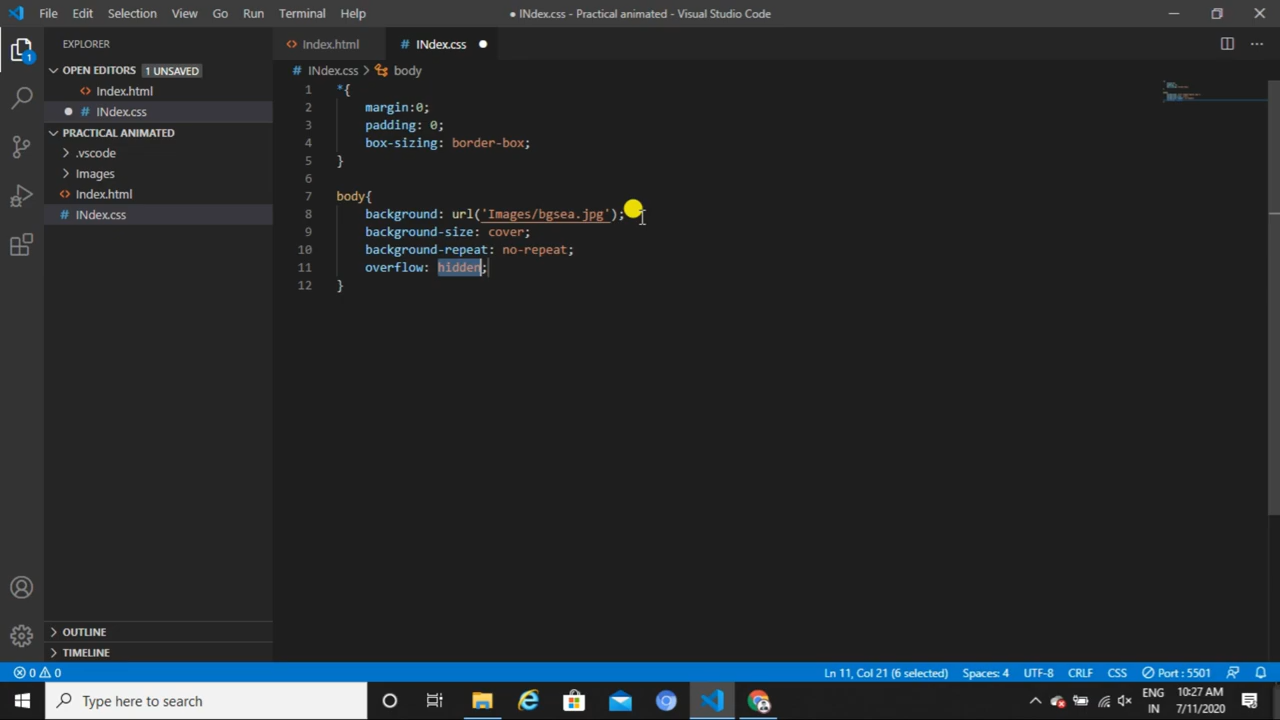 File Edit Selection View Go Run Terminal Help
● INdex.css - Practical animated - Visual Studio Code
EXPLORER
OPEN EDITORS 1 UNSAVED
Index.html
# INdex.css
PRACTICAL ANIMATED
.vscode
Images
<> Index.html
# INdex.css
OUTLINE
TIMELINE
1
<> Index.html
# INdex.css ●
# INdex.css > body
1 *{
2 margin:0;
3 padding: 0;
4 box-sizing: border-box;
5 }
6
7 body{
8 background: url('Images/bgsea.jpg');
9 background-size: cover;
10 background-repeat: no-repeat;
11 overflow: hidden;
12 }
0 0
Ln 11, Col 21 (6 selected) Spaces: 4 UTF-8 CRLF CSS Port : 5501
Type here to search
ENG
IN
10:27 AM
7/11/2020